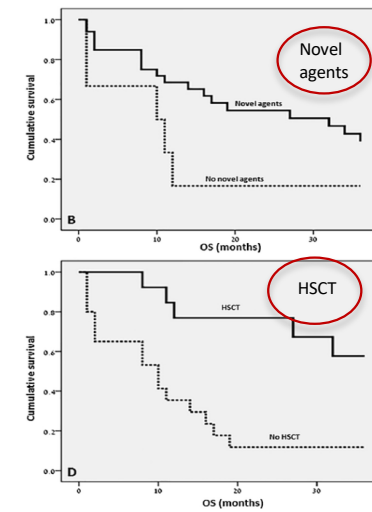 Cumulative survival
1.0
0.8
0.6
0.4
0.2
0.0
Novel
agents
Novel agents
No novel agents
B
0
10
20
30
OS (months)
Cumulative survival
1.0
0.8
0.6
0.4
0.2
0.0
HSCT
HSCT
No HSCT
D
0
10
20
30
OS (months)